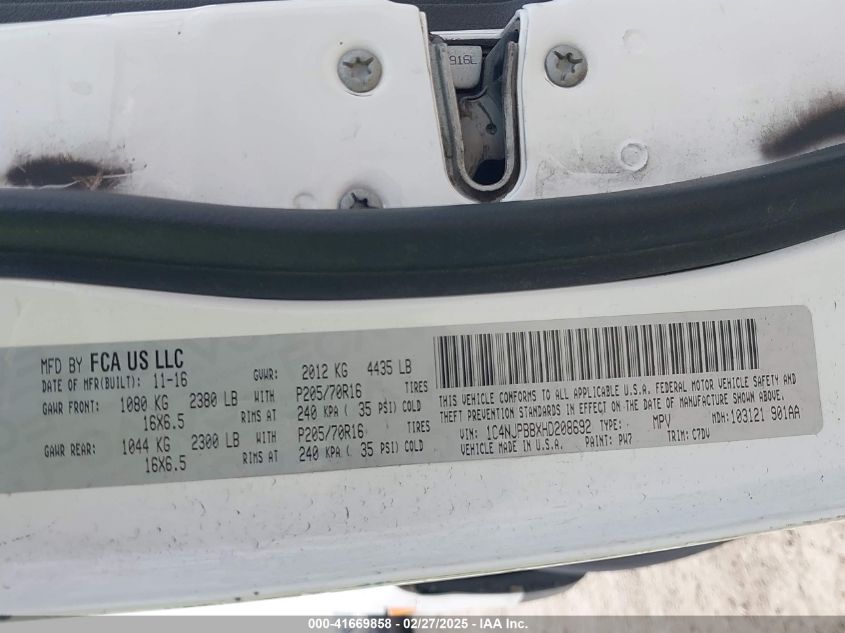 916L
MFD BY FCA US LLC
DATE OF MFR(BUILT): 11-16 GVWR: 2012 KG 4435 LB
GAWR FRONT: 1080 KG 2380 LB WITH P205/70R16 TIRES
16X6.5 RIMS AT 240 KPA ( 35 PSI) COLD
GAWR REAR: 1044 KG 2300 LB WITH P205/70R16 TIRES
16X6.5 RIMS AT 240 KPA ( 35 PSI) COLD
THIS VEHICLE CONFORMS TO ALL APPLICABLE U.S.A. FEDERAL MOTOR VEHICLE SAFETY AND
THEFT PREVENTION STANDARDS IN EFFECT ON THE DATE OF MANUFACTURE SHOWN ABOVE.
VIN: 1C4NJPBBXHD208692 TYPE: MPV MDH: 103121 901AA
VEHICLE MADE IN U.S.A. PAINT: PW7 TRIM: C7DV
000-41669858 - 02/27/2025 - IAA Inc.